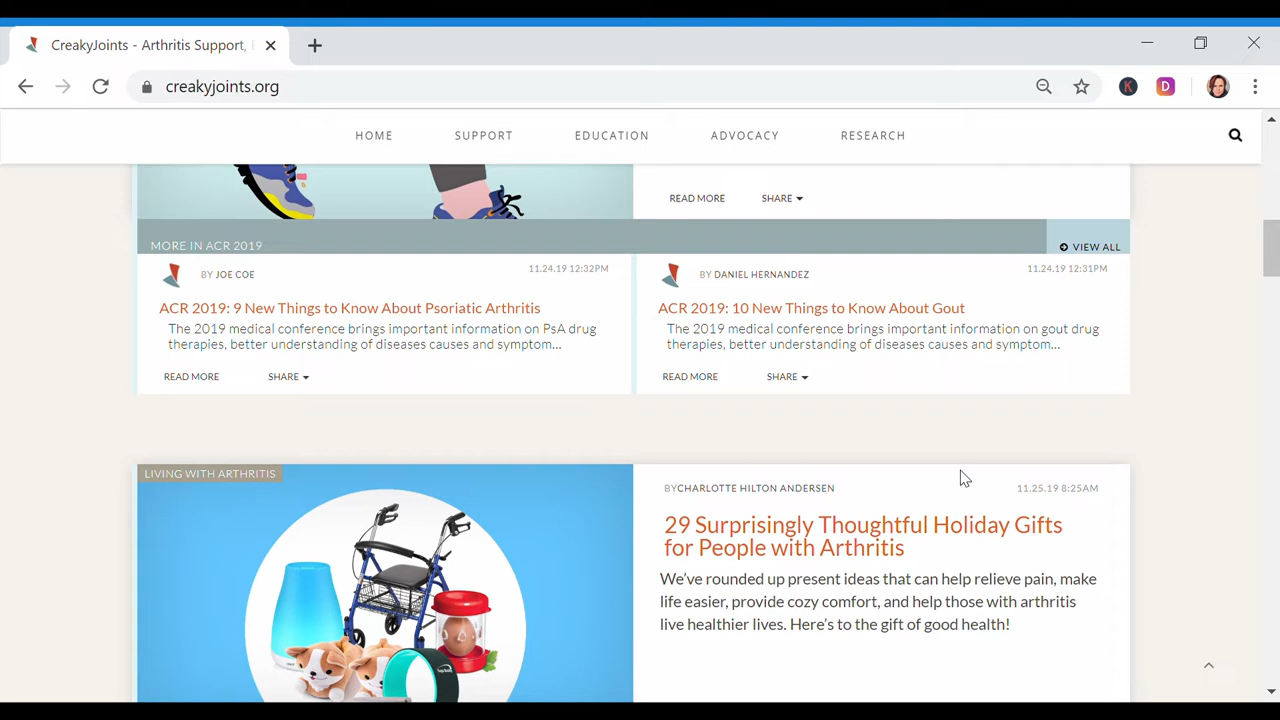 CreakyJoints - Arthritis Support,
creakyjoints.org
K
D
HOME SUPPORT EDUCATION ADVOCACY RESEARCH
READ MORE SHARE
MORE IN ACR 2019
VIEW ALL
BY JOE COE 11.24.19 12:32PM
ACR 2019: 9 New Things to Know About Psoriatic Arthritis
The 2019 medical conference brings important information on PsA drug
therapies, better understanding of diseases causes and symptom...
READ MORE SHARE
BY DANIEL HERNANDEZ 11.24.19 12:31PM
ACR 2019: 10 New Things to Know About Gout
The 2019 medical conference brings important information on gout drug
therapies, better understanding of diseases causes and symptom...
READ MORE SHARE
LIVING WITH ARTHRITIS
BYCHARLOTTE HILTON ANDERSEN 11.25.19 8:25AM
29 Surprisingly Thoughtful Holiday Gifts
for People with Arthritis
We've rounded up present ideas that can help relieve pain, make
life easier, provide cozy comfort, and help those with arthritis
live healthier lives. Here's to the gift of good health!